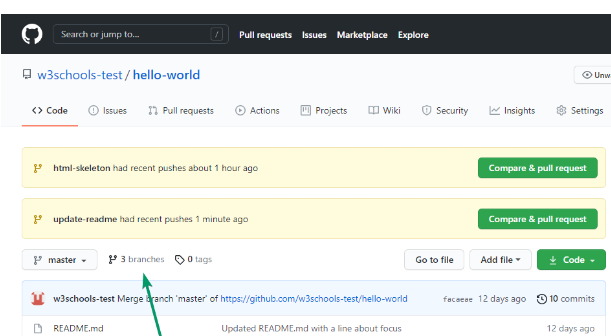 Search or jump to... / Pull requests Issues Marketplace Explore
w3schools-test / hello-world Unw
<> Code Issues Pull requests Actions Projects Wiki Security Insights Settings
html-skeleton had recent pushes about 1 hour ago Compare & pull request
update-readme had recent pushes 1 minute ago Compare & pull request
master 3 branches 0 tags Go to file Add file Code
w3schools-test Merge branch 'master' of https://github.com/w3schools-test/hello-world facaeae 12 days ago 10 commits
README.md Updated README.md with a line about focus 12 days ago